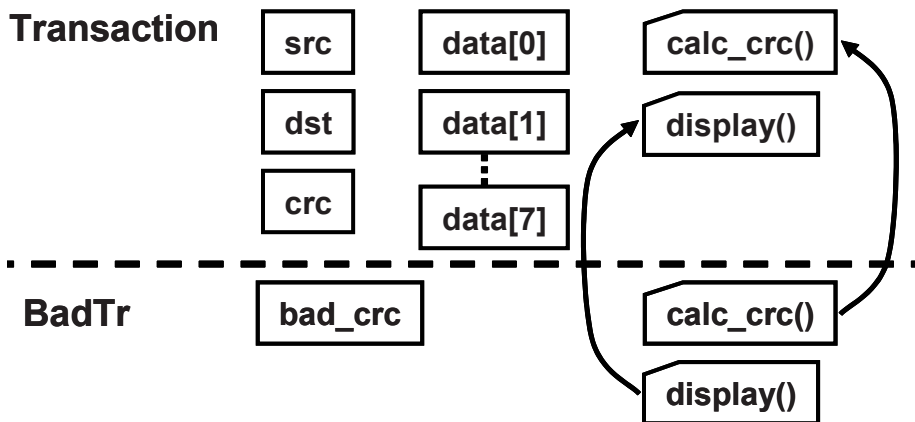 Transaction
src
data[0]
calc_crc()
dst
data[1]
display()
crc
data[7]
BadTr
bad_crc
calc_crc()
display()